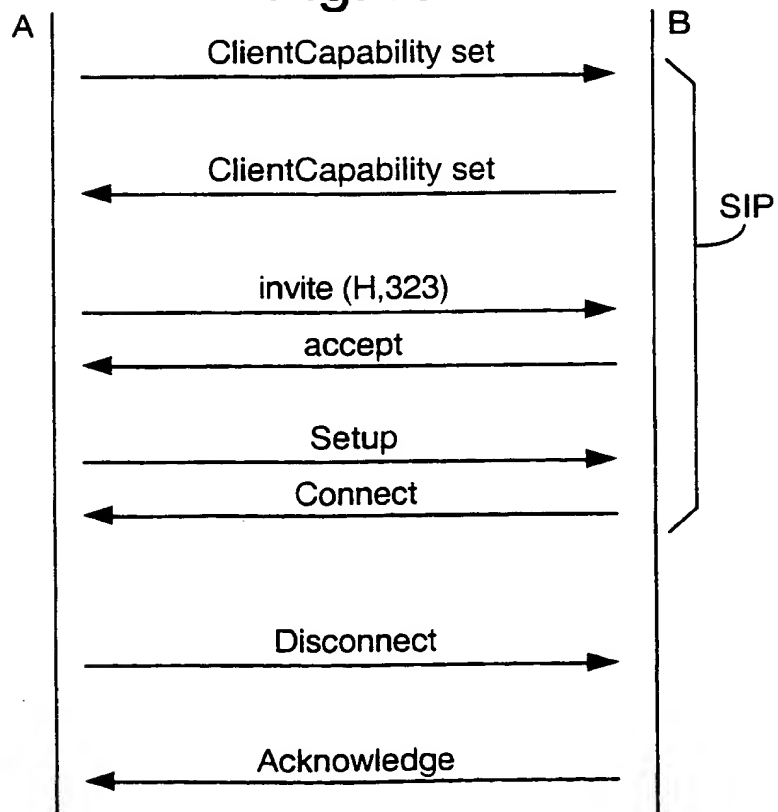 A
B
ClientCapability set
ClientCapability set
SIP
invite (H,323)
accept
Setup
Connect
Disconnect
Acknowledge